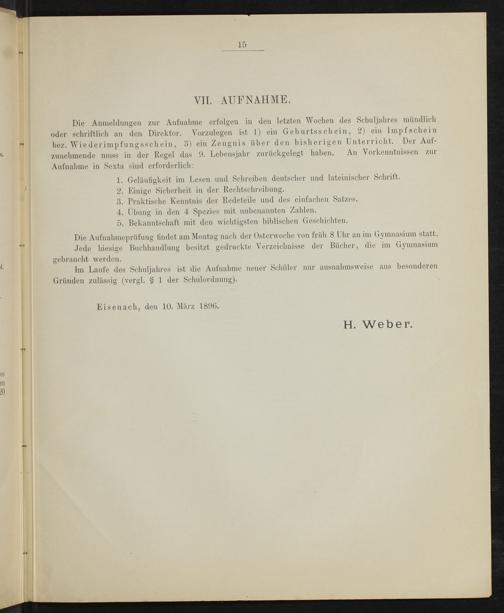 15
VII. AUFNAHME.
Die Anmeldungen zur Aufnahme erfolgen in den letzten Wochen des Schuljahres mündlich
oder schriftlich an den Direktor. Vorzulegen ist 1) ein Geburtsschein, 2) ein Impfschein
bez. Wiederimpfungsschein, 3) ein Zeugnis über den bisherigen Unterricht. Der Auf-
zunehmende muss in der Regel das 9. Lebensjahr zurückgelegt haben. An Vorkenntnissen zur
Aufnahme in Sexta sind erforderlich:
1. Geläufigkeit im Lesen und Schreiben deutscher und lateinischer Schrift.
2. Einige Sicherheit in der Rechtschreibung.
3. Praktische Kenntnis der Redeteile und des einfachen Satzes.
4. Übung in den 4 Spezies mit unbenannten Zahlen.
5. Bekanntschaft mit den wichtigsten biblischen Geschichten.
Die Aufnahmeprüfung findet am Montag nach der Osterwoche von früh 8 Uhr an im Gymnasium statt.
Jede hiesige Buchhandlung besitzt gedruckte Verzeichnisse der Bücher, die im Gymnasium
gebraucht werden.
Im Laufe des Schuljahres ist die Aufnahme neuer Schüler nur ausnahmsweise aus besonderen
Gründen zulässig (vergl. § 1 der Schulordnung).
Eisenach, den 10. März 1896.
H. Weber.